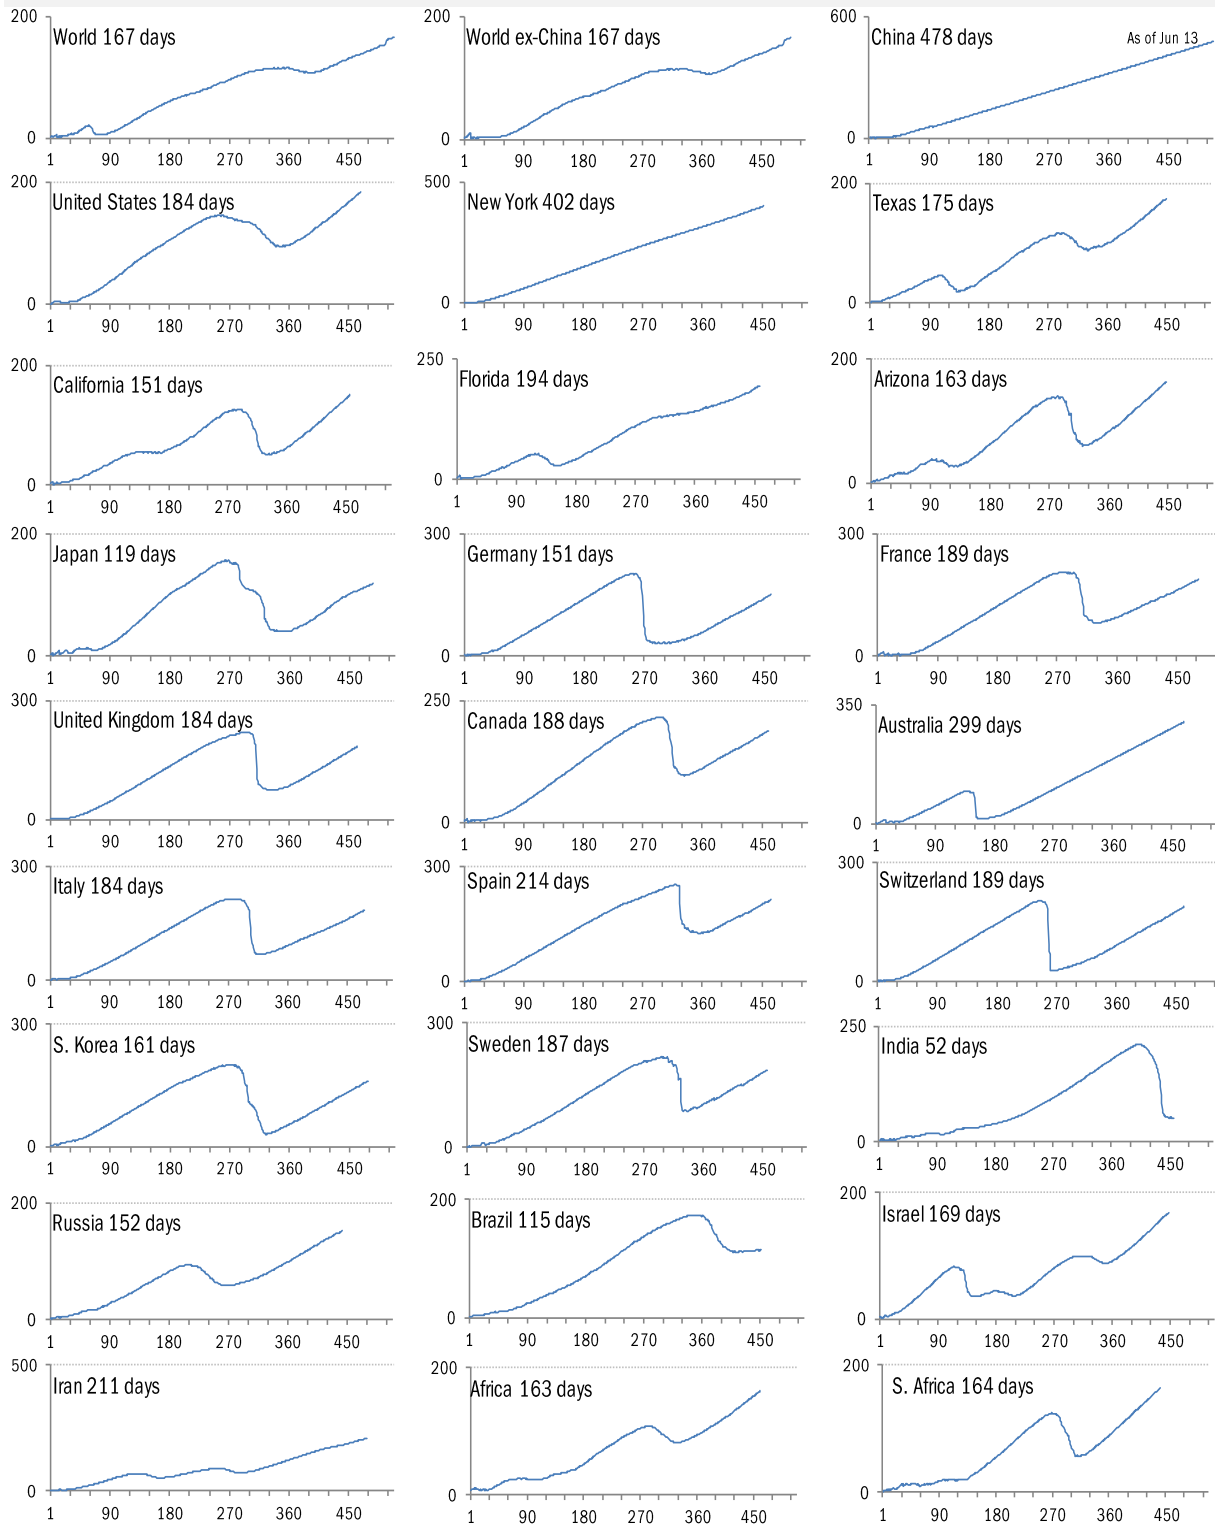 World 167 days
200
0
1 90 180 270 360 450
World ex-China 167 days
200
0
1 90 180 270 360 450
China 478 days
As of Jun 13
600
0
1 90 180 270 360 450
United States 184 days
200
0
1 90 180 270 360 450
New York 402 days
500
0
1 90 180 270 360 450
Texas 175 days
200
0
1 90 180 270 360 450
California 151 days
200
0
1 90 180 270 360 450
Florida 194 days
250
0
1 90 180 270 360 450
Arizona 163 days
200
0
1 90 180 270 360 450
Japan 119 days
200
0
1 90 180 270 360 450
Germany 151 days
300
0
1 90 180 270 360 450
France 189 days
300
0
1 90 180 270 360 450
United Kingdom 184 days
300
0
1 90 180 270 360 450
Canada 188 days
250
0
1 90 180 270 360 450
Australia 299 days
350
0
1 90 180 270 360 450
Italy 184 days
300
0
1 90 180 270 360 450
Spain 214 days
300
0
1 90 180 270 360 450
Switzerland 189 days
300
0
1 90 180 270 360 450
S. Korea 161 days
300
0
1 90 180 270 360 450
Sweden 187 days
300
0
1 90 180 270 360 450
India 52 days
250
0
1 90 180 270 360 450
Russia 152 days
200
0
1 90 180 270 360 450
Brazil 115 days
200
0
1 90 180 270 360 450
Israel 169 days
200
0
1 90 180 270 360 450
Iran 211 days
500
0
1 90 180 270 360 450
Africa 163 days
200
0
1 90 180 270 360 450
S. Africa 164 days
200
0
1 90 180 270 360 450